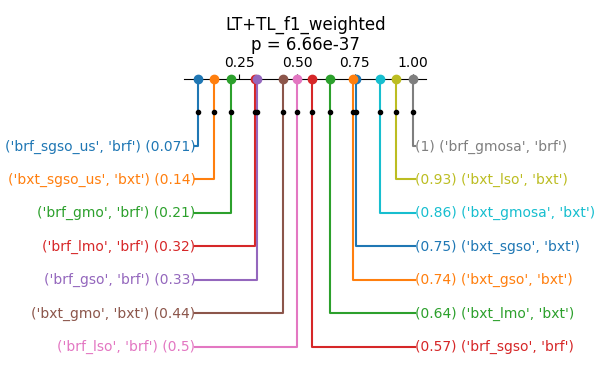 LT+TL_f1_weighted
p = 6.66e-37
0.25 0.50 0.75 1.00
('brf_sgso_us', 'brf') (0.071) (1) ('brf_gmosa', 'brf')
('bxt_sgso_us', 'bxt') (0.14) (0.93) ('bxt_lso', 'bxt')
('brf_gmo', 'brf') (0.21) (0.86) ('bxt_gmosa', 'bxt')
('brf_lmo', 'brf') (0.32) (0.75) ('bxt_sgso', 'bxt')
('brf_gso', 'brf') (0.33) (0.74) ('bxt_gso', 'bxt')
('bxt_gmo', 'bxt') (0.44) (0.64) ('bxt_lmo', 'bxt')
('brf_lso', 'brf') (0.5) (0.57) ('brf_sgso', 'brf')